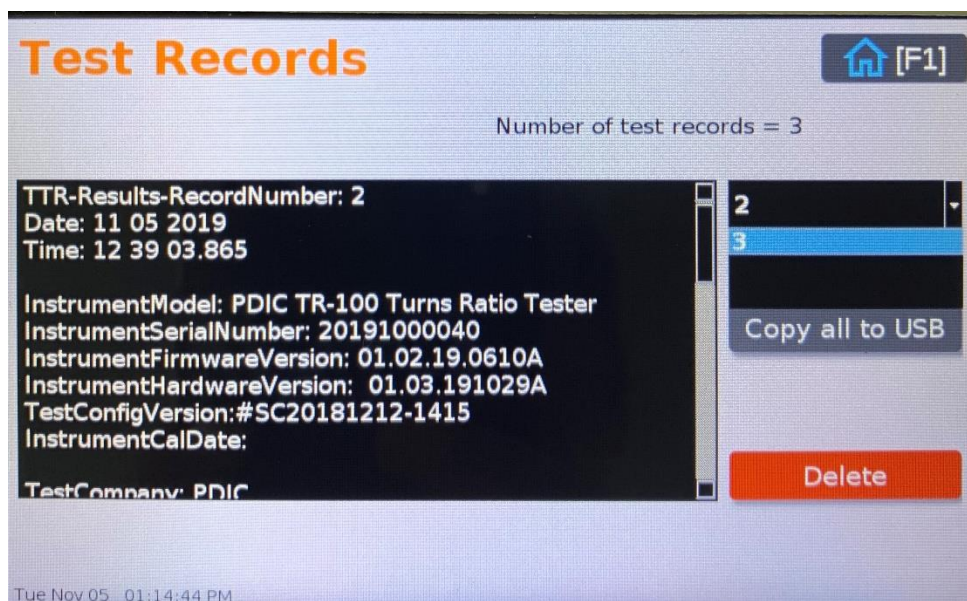 Test Records
[F1]
Number of test records = 3
TTR-Results-RecordNumber: 2
Date: 11 05 2019
Time: 12 39 03.865
InstrumentModel: PDIC TR-100 Turns Ratio Tester
InstrumentSerialNumber: 20191000040
InstrumentFirmwareVersion: 01.02.19.0610A
InstrumentHardwareVersion:  01.03.191029A
TestConfigVersion:#SC20181212-1415
InstrumentCalDate:
TestCompany: PDIC
2
3
Copy all to USB
Delete
Tue Nov 05  01:14:44 PM